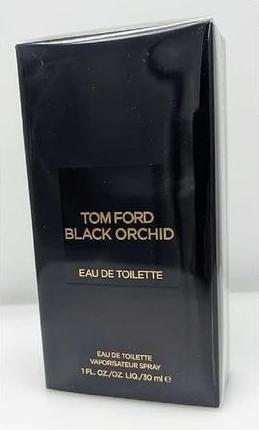 TOM FORD
BLACK ORCHID
EAU DE TOILETTE
EAU DE TOILETTE
VAPORISATEUR SPRAY
1 FL. OZ./OZ. LIQ./30 ml ℮